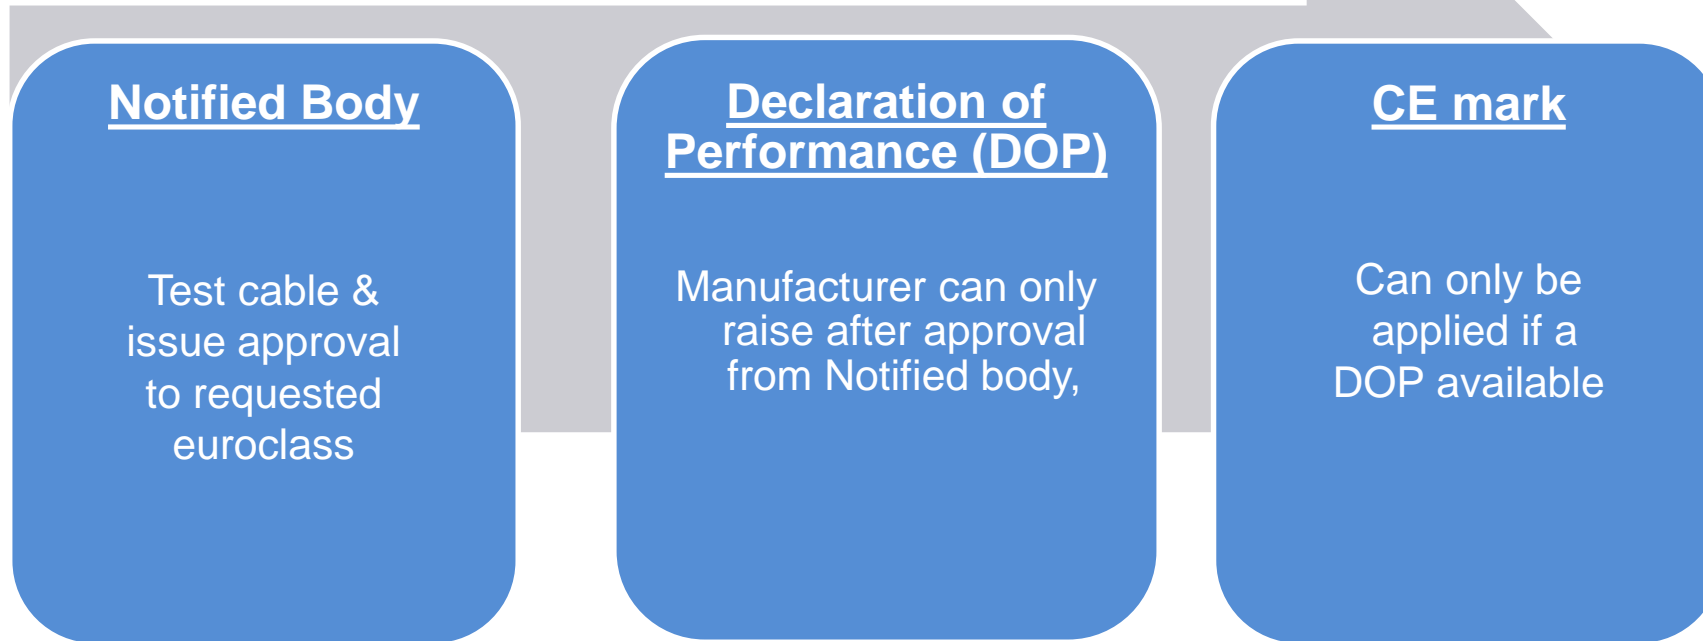 Notified Body
Test cable &
issue approval
to requested
euroclass
Declaration of
Performance (DOP)
Manufacturer can only
raise after approval
from Notified body,
CE mark
Can only be
applied if a
DOP available